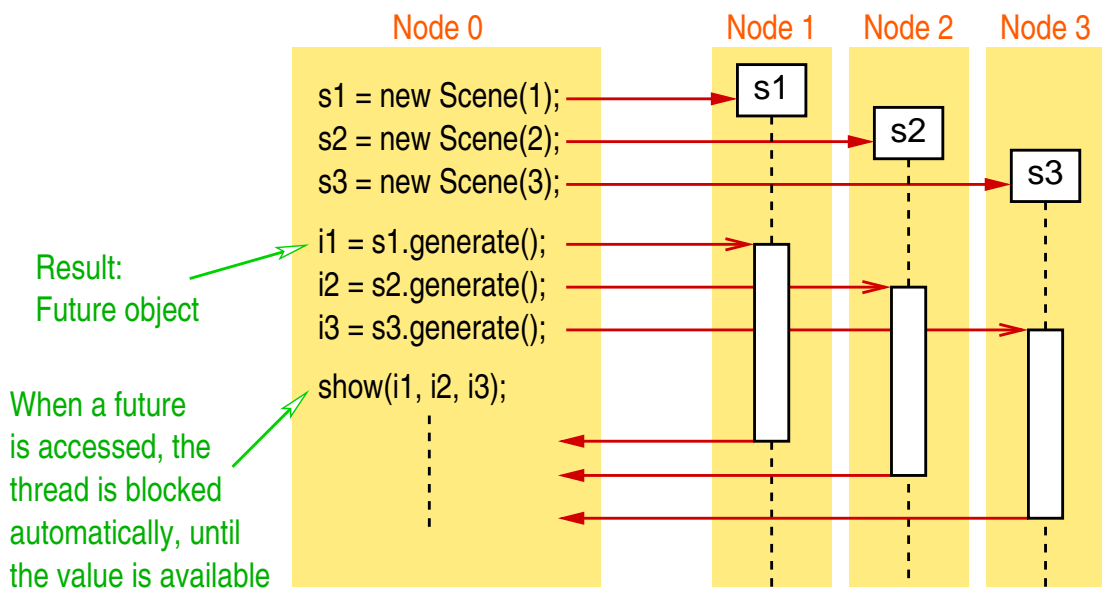 Node 0
Node 1
Node 2
Node 3
s1 = new Scene(1);
s2 = new Scene(2);
s3 = new Scene(3);
s1
s2
s3
i1 = s1.generate();
i2 = s2.generate();
i3 = s3.generate();
show(i1, i2, i3);
Result:
Future object
When a future
is accessed, the
thread is blocked
automatically, until
the value is available